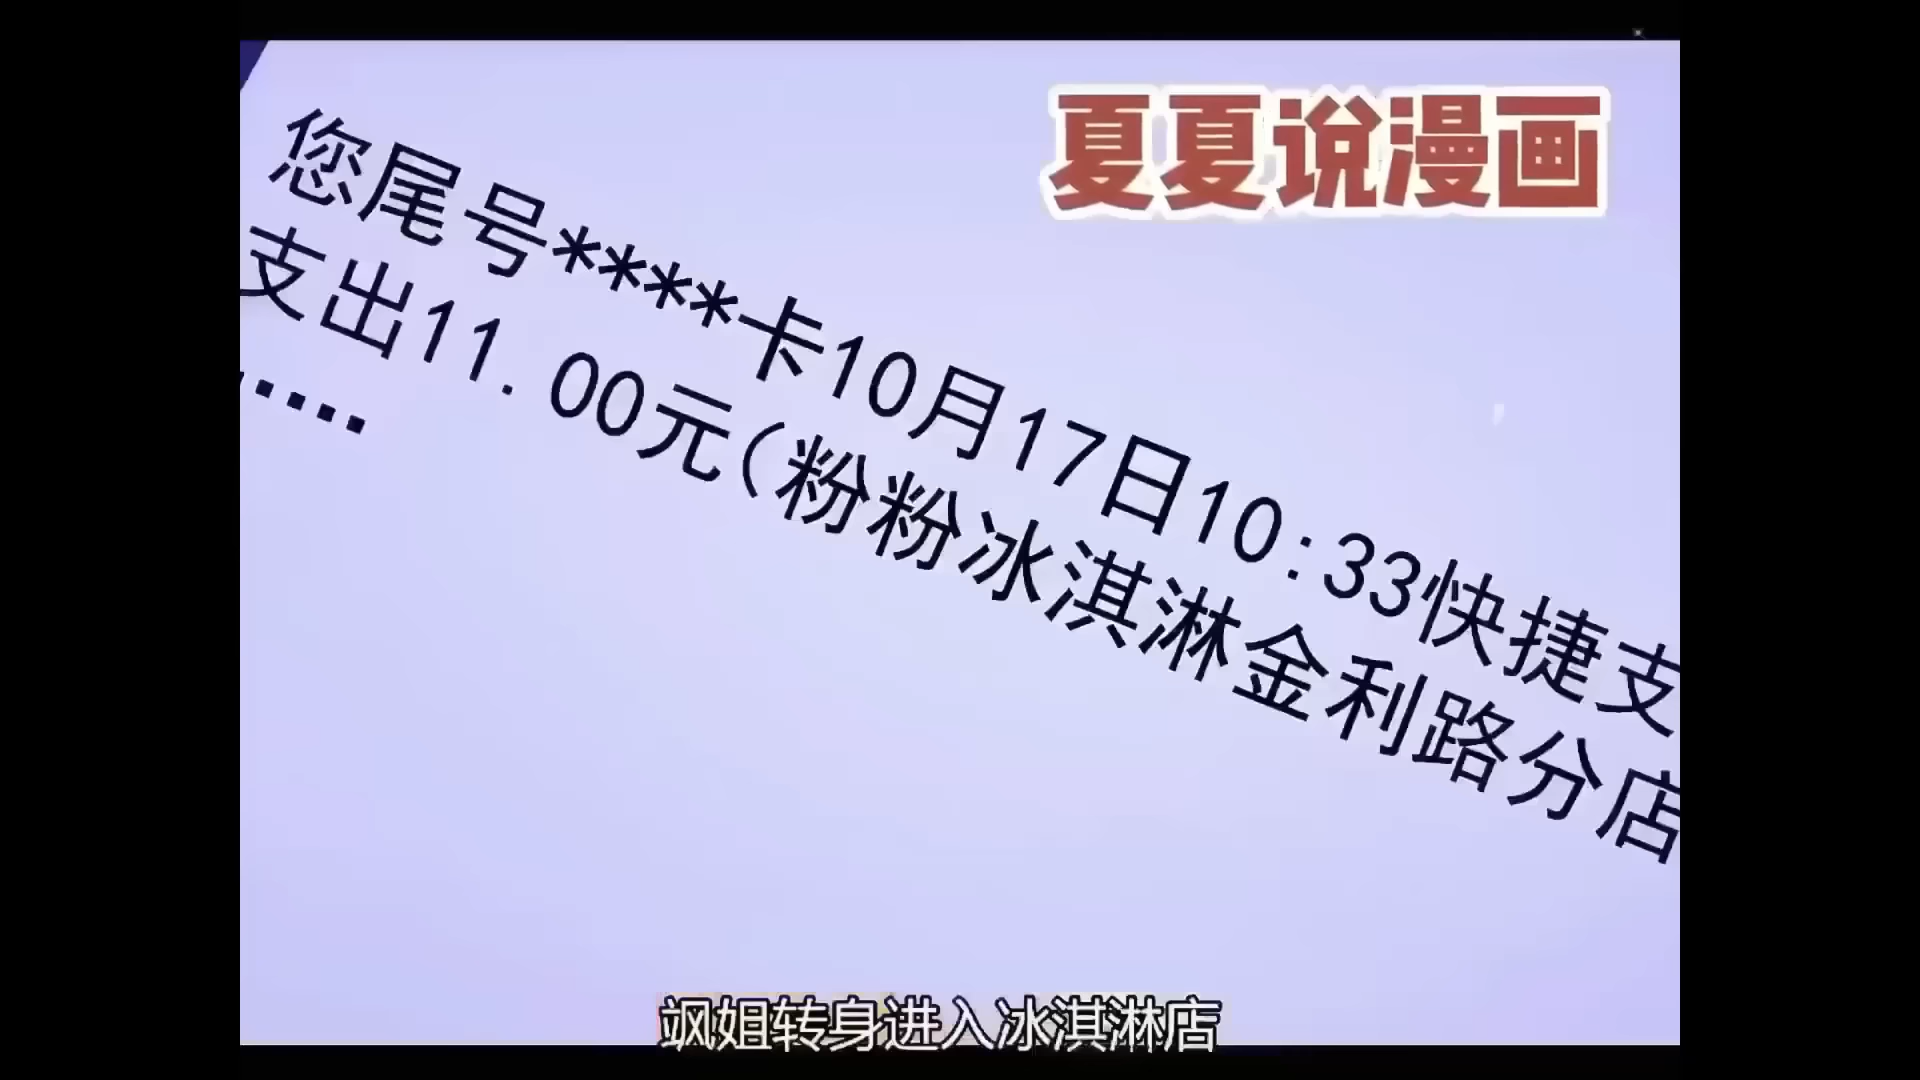 夏夏说漫画
您尾号****卡10月17日10:33快捷支
支出11.00元(粉粉冰淇淋金利路分店
.....
飒姐转身进入冰淇淋店